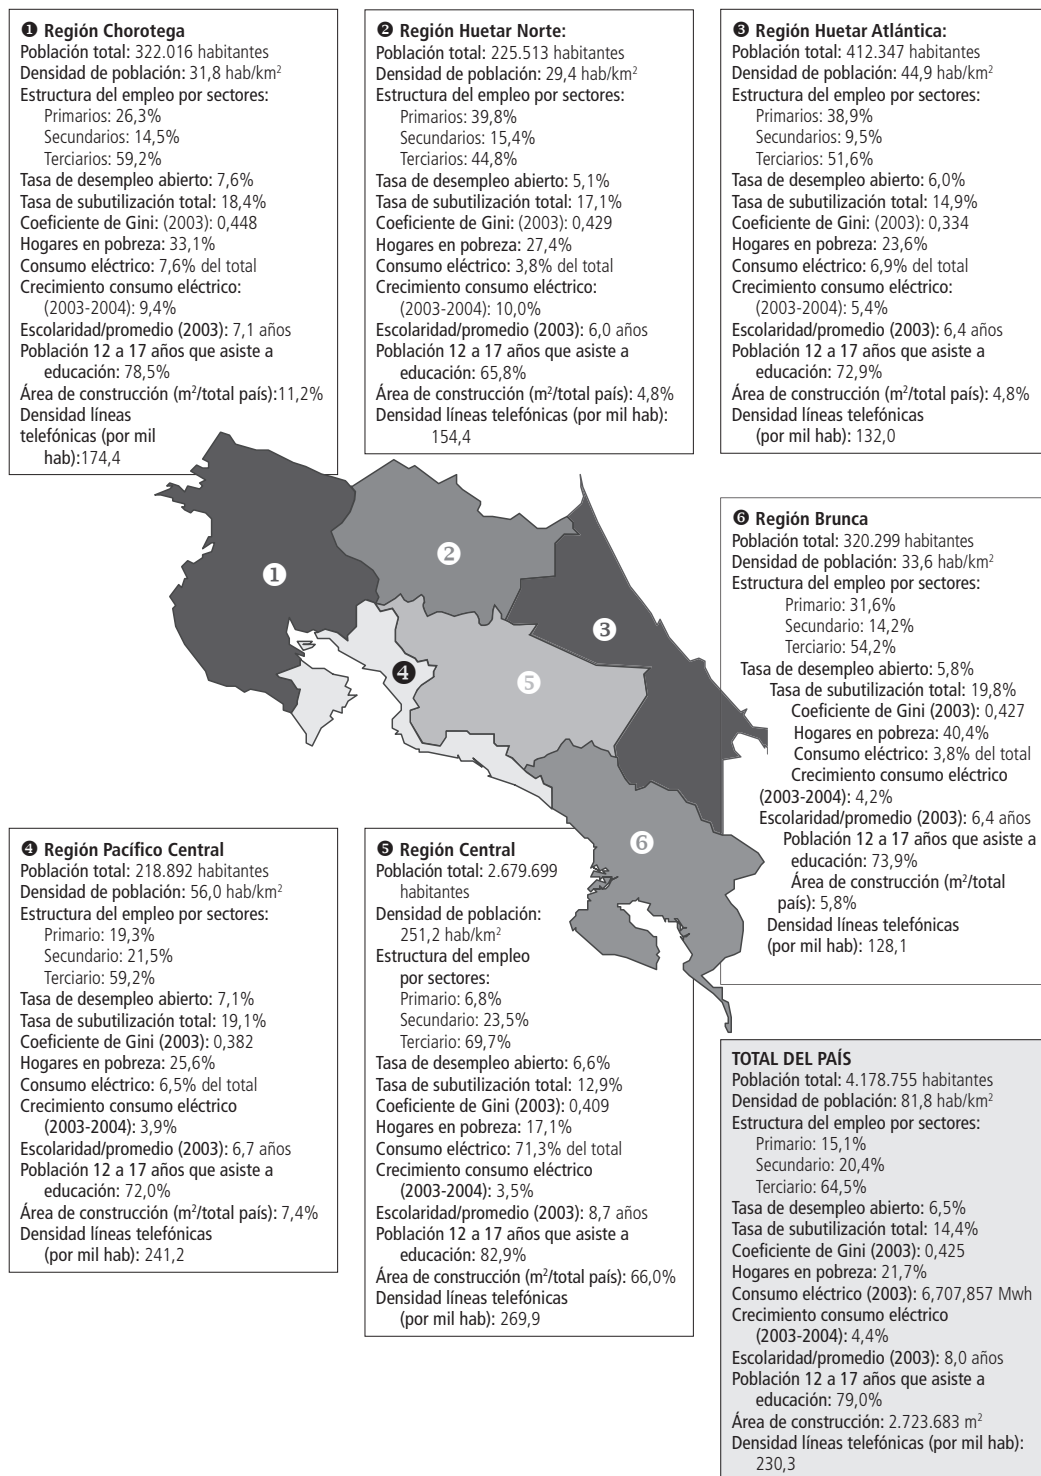 ❶ Región Chorotega
Población total: 322.016 habitantes
Densidad de población: 31,8 hab/km²
Estructura del empleo por sectores:
Primarios: 26,3%
Secundarios: 14,5%
Terciarios: 59,2%
Tasa de desempleo abierto: 7,6%
Tasa de subutilización total: 18,4%
Coeficiente de Gini: (2003): 0,448
Hogares en pobreza: 33,1%
Consumo eléctrico: 7,6% del total
Crecimiento consumo eléctrico:
(2003-2004): 9,4%
Escolaridad/promedio (2003): 7,1 años
Población 12 a 17 años que asiste a
educación: 78,5%
Área de construcción (m²/total país):11,2%
Densidad líneas
telefónicas (por mil
hab):174,4
❷ Región Huetar Norte:
Población total: 225.513 habitantes
Densidad de población: 29,4 hab/km²
Estructura del empleo por sectores:
Primarios: 39,8%
Secundarios: 15,4%
Terciarios: 44,8%
Tasa de desempleo abierto: 5,1%
Tasa de subutilización total: 17,1%
Coeficiente de Gini: (2003): 0,429
Hogares en pobreza: 27,4%
Consumo eléctrico: 3,8% del total
Crecimiento consumo eléctrico:
(2003-2004): 10,0%
Escolaridad/promedio (2003): 6,0 años
Población 12 a 17 años que asiste a
educación: 65,8%
Área de construcción (m²/total país): 4,8%
Densidad líneas telefónicas (por mil hab):
154,4
❸ Región Huetar Atlántica:
Población total: 412.347 habitantes
Densidad de población: 44,9 hab/km²
Estructura del empleo por sectores:
Primarios: 38,9%
Secundarios: 9,5%
Terciarios: 51,6%
Tasa de desempleo abierto: 6,0%
Tasa de subutilización total: 14,9%
Coeficiente de Gini: (2003): 0,334
Hogares en pobreza: 23,6%
Consumo eléctrico: 6,9% del total
Crecimiento consumo eléctrico:
(2003-2004): 5,4%
Escolaridad/promedio (2003): 6,4 años
Población 12 a 17 años que asiste a
educación: 72,9%
Área de construcción (m²/total país): 4,8%
Densidad líneas telefónicas
(por mil hab): 132,0
1
2
3
4
5
6
❻ Región Brunca
Población total: 320.299 habitantes
Densidad de población: 33,6 hab/km²
Estructura del empleo por sectores:
Primario: 31,6%
Secundario: 14,2%
Terciario: 54,2%
Tasa de desempleo abierto: 5,8%
Tasa de subutilización total: 19,8%
Coeficiente de Gini (2003): 0,427
Hogares en pobreza: 40,4%
Consumo eléctrico: 3,8% del total
Crecimiento consumo eléctrico
(2003-2004): 4,2%
Escolaridad/promedio (2003): 6,4 años
Población 12 a 17 años que asiste a
educación: 73,9%
Área de construcción (m²/total
país): 5,8%
Densidad líneas telefónicas
(por mil hab): 128,1
❹ Región Pacífico Central
Población total: 218.892 habitantes
Densidad de población: 56,0 hab/km²
Estructura del empleo por sectores:
Primario: 19,3%
Secundario: 21,5%
Terciario: 59,2%
Tasa de desempleo abierto: 7,1%
Tasa de subutilización total: 19,1%
Coeficiente de Gini (2003): 0,382
Hogares en pobreza: 25,6%
Consumo eléctrico: 6,5% del total
Crecimiento consumo eléctrico
(2003-2004): 3,9%
Escolaridad/promedio (2003): 6,7 años
Población 12 a 17 años que asiste a
educación: 72,0%
Área de construcción (m²/total país): 7,4%
Densidad líneas telefónicas
(por mil hab): 241,2
❺ Región Central
Población total: 2.679.699
habitantes
Densidad de población:
251,2 hab/km²
Estructura del empleo
por sectores:
Primario: 6,8%
Secundario: 23,5%
Terciario: 69,7%
Tasa de desempleo abierto: 6,6%
Tasa de subutilización total: 12,9%
Coeficiente de Gini (2003): 0,409
Hogares en pobreza: 17,1%
Consumo eléctrico: 71,3% del total
Crecimiento consumo eléctrico
(2003-2004): 3,5%
Escolaridad/promedio (2003): 8,7 años
Población 12 a 17 años que asiste a
educación: 82,9%
Área de construcción (m²/total país): 66,0%
Densidad líneas telefónicas
(por mil hab): 269,9
TOTAL DEL PAÍS
Población total: 4.178.755 habitantes
Densidad de población: 81,8 hab/km²
Estructura del empleo por sectores:
Primario: 15,1%
Secundario: 20,4%
Terciario: 64,5%
Tasa de desempleo abierto: 6,5%
Tasa de subutilización total: 14,4%
Coeficiente de Gini (2003): 0,425
Hogares en pobreza: 21,7%
Consumo eléctrico (2003): 6,707,857 Mwh
Crecimiento consumo eléctrico
(2003-2004): 4,4%
Escolaridad/promedio (2003): 8,0 años
Población 12 a 17 años que asiste a
educación: 79,0%
Área de construcción: 2.723.683 m²
Densidad líneas telefónicas (por mil hab):
230,3